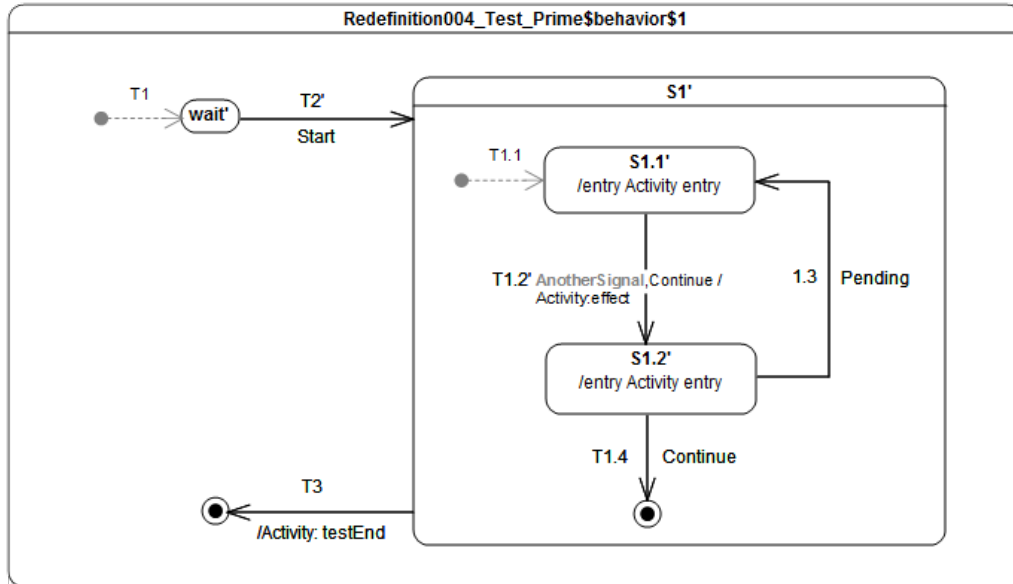 Redefinition004_Test_Prime$behavior$1
T1
wait'
T2'
Start
S1'
T1.1
S1.1'
/entry Activity entry
T1.2' AnotherSignal,Continue /
Activity:effect
1.3 Pending
S1.2'
/entry Activity entry
T1.4 Continue
T3
/Activity: testEnd